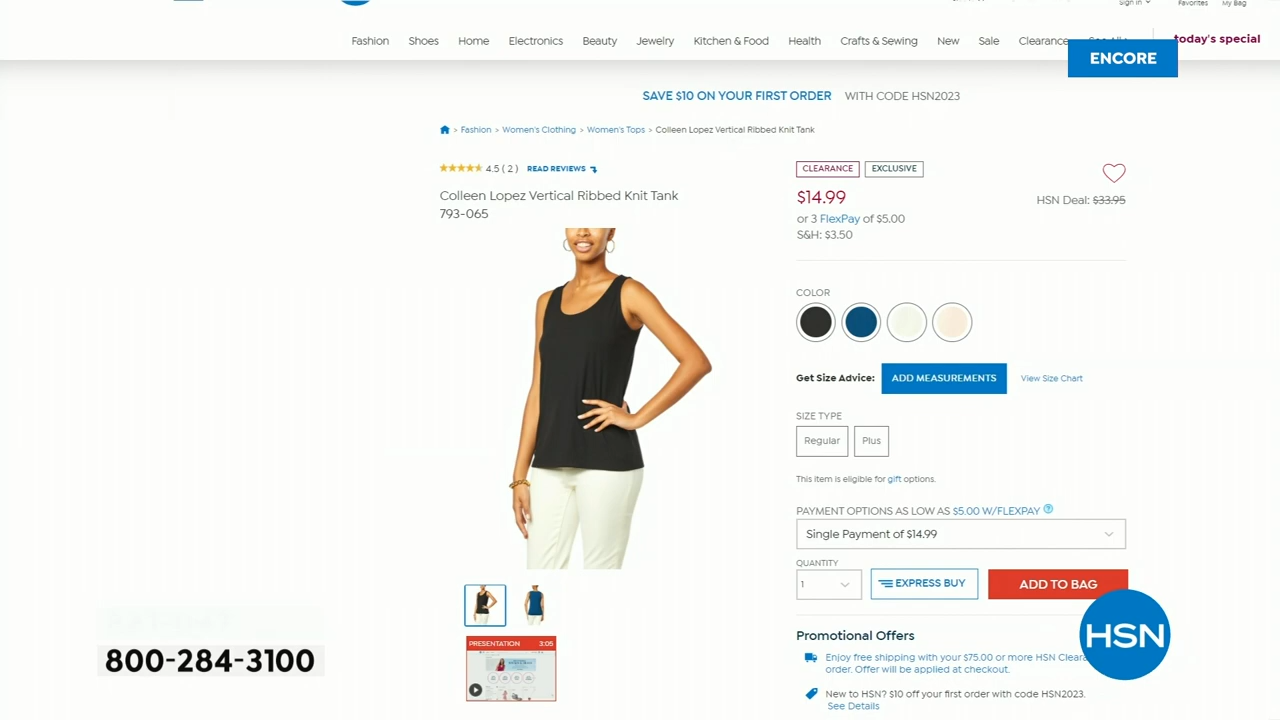 Sign in
Favorites
My Bag
Fashion
Shoes
Home
Electronics
Beauty
Jewelry
Kitchen & Food
Health
Crafts & Sewing
New
Sale
Clearance
today's special
ENCORE
SAVE $10 ON YOUR FIRST ORDER WITH CODE HSN2023
> Fashion > Women's Clothing > Women's Tops > Colleen Lopez Vertical Ribbed Knit Tank
4.5 ( 2 ) READ REVIEWS
Colleen Lopez Vertical Ribbed Knit Tank
793-065
CLEARANCE
EXCLUSIVE
$14.99
HSN Deal: $33.95
or 3 FlexPay of $5.00
S&H: $3.50
COLOR
Get Size Advice: ADD MEASUREMENTS View Size Chart
SIZE TYPE
Regular
Plus
This item is eligible for gift options.
PAYMENT OPTIONS AS LOW AS $5.00 W/FLEXPAY ?
Single Payment of $14.99
QUANTITY
1
EXPRESS BUY
ADD TO BAG
PRESENTATION 3:05
Promotional Offers
Enjoy free shipping with your $75.00 or more HSN
order. Offer will be applied at checkout.
New to HSN? $10 off your first order with code HSN2023.
See Details
HSN
800-284-3100